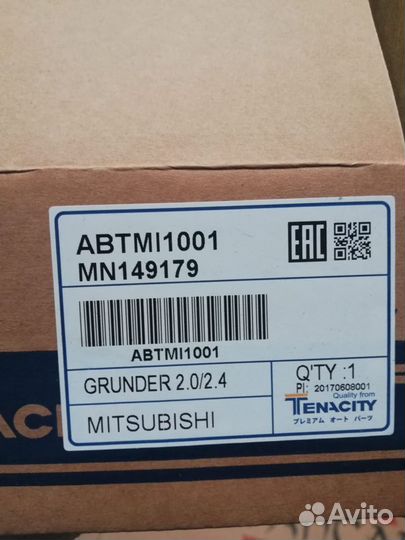 ABTMI1001
MN149179
EAC
ABTMI1001
GRUNDER 2.0/2.4
MITSUBISHI
Q'TY :1
PI: 20170608001
Quality from
TENACITY
プレミアム オート パーツ
Avito